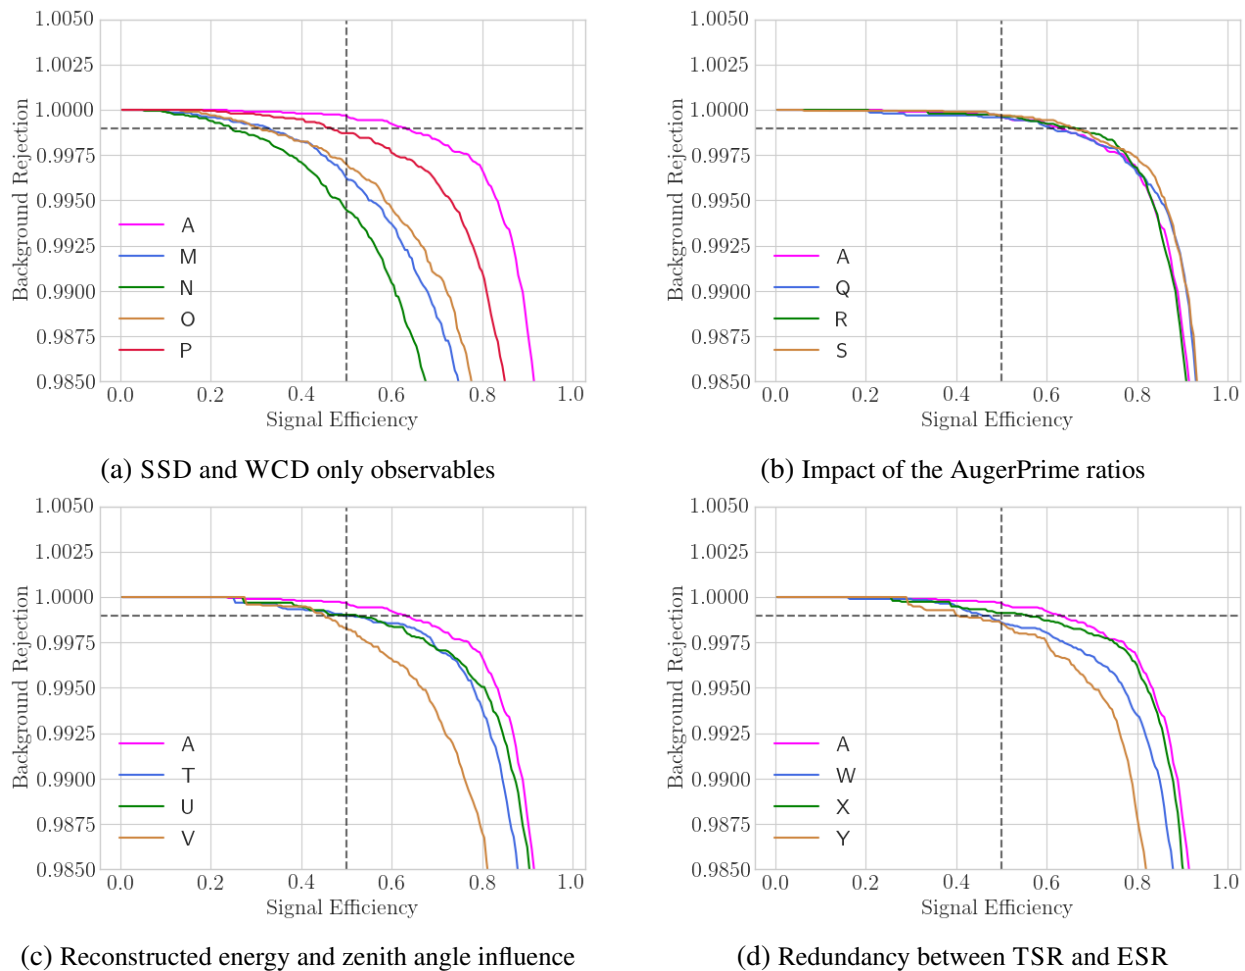 1.0050
1.0025
1.0000
0.9975
0.9950
0.9925
0.9900
0.9875
0.9850
Background Rejection
A
M
N
O
P
0.0 0.2 0.4 0.6 0.8 1.0
Signal Efficiency
(a) SSD and WCD only observables
1.0050
1.0025
1.0000
0.9975
0.9950
0.9925
0.9900
0.9875
0.9850
Background Rejection
A
Q
R
S
0.0 0.2 0.4 0.6 0.8 1.0
Signal Efficiency
(b) Impact of the AugerPrime ratios
1.0050
1.0025
1.0000
0.9975
0.9950
0.9925
0.9900
0.9875
0.9850
Background Rejection
A
T
U
V
0.0 0.2 0.4 0.6 0.8 1.0
Signal Efficiency
(c) Reconstructed energy and zenith angle influence
1.0050
1.0025
1.0000
0.9975
0.9950
0.9925
0.9900
0.9875
0.9850
Background Rejection
A
W
X
Y
0.0 0.2 0.4 0.6 0.8 1.0
Signal Efficiency
(d) Redundancy between TSR and ESR